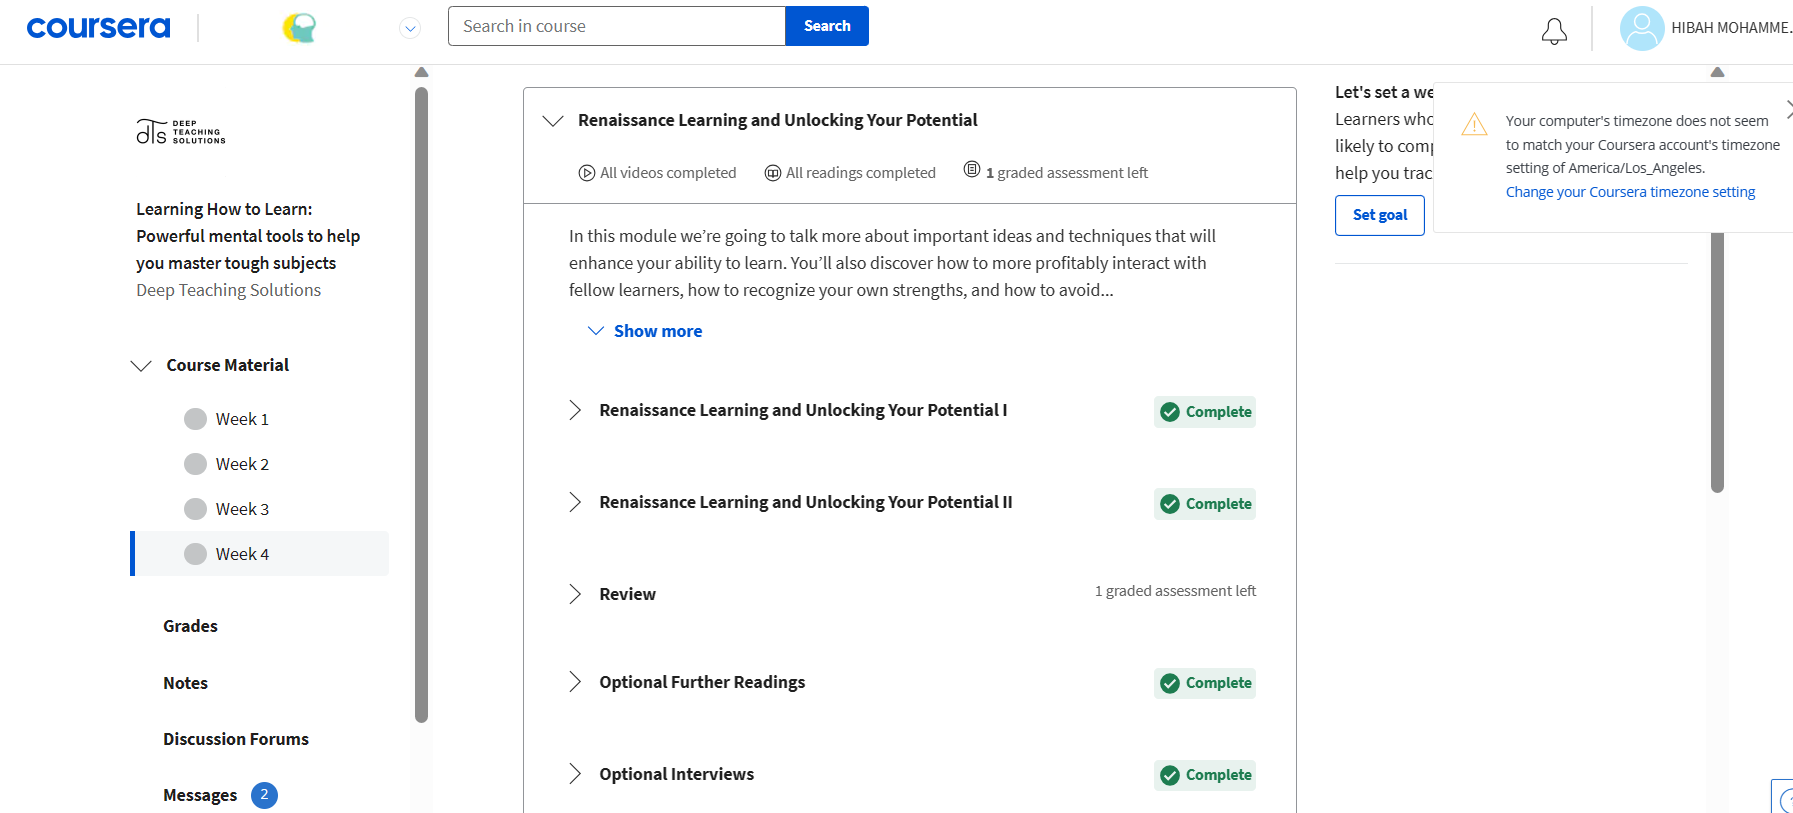 coursera
Search in course
Search
HIBAH MOHAMME.
DEEP
TEACHING
SOLUTIONS
dTs
Learning How to Learn:
Powerful mental tools to help
you master tough subjects
Deep Teaching Solutions
Course Material
Week 1
Week 2
Week 3
Week 4
Grades
Notes
Discussion Forums
Messages 2
Renaissance Learning and Unlocking Your Potential
All videos completed All readings completed 1 graded assessment left
In this module we’re going to talk more about important ideas and techniques that will
enhance your ability to learn. You’ll also discover how to more profitably interact with
fellow learners, how to recognize your own strengths, and how to avoid...
Show more
Renaissance Learning and Unlocking Your Potential I Complete
Renaissance Learning and Unlocking Your Potential II Complete
Review 1 graded assessment left
Optional Further Readings Complete
Optional Interviews Complete
Let's set a we
Learners who
likely to comp
help you trac
Set goal
Your computer's timezone does not seem
to match your Coursera account's timezone
setting of America/Los_Angeles.
Change your Coursera timezone setting